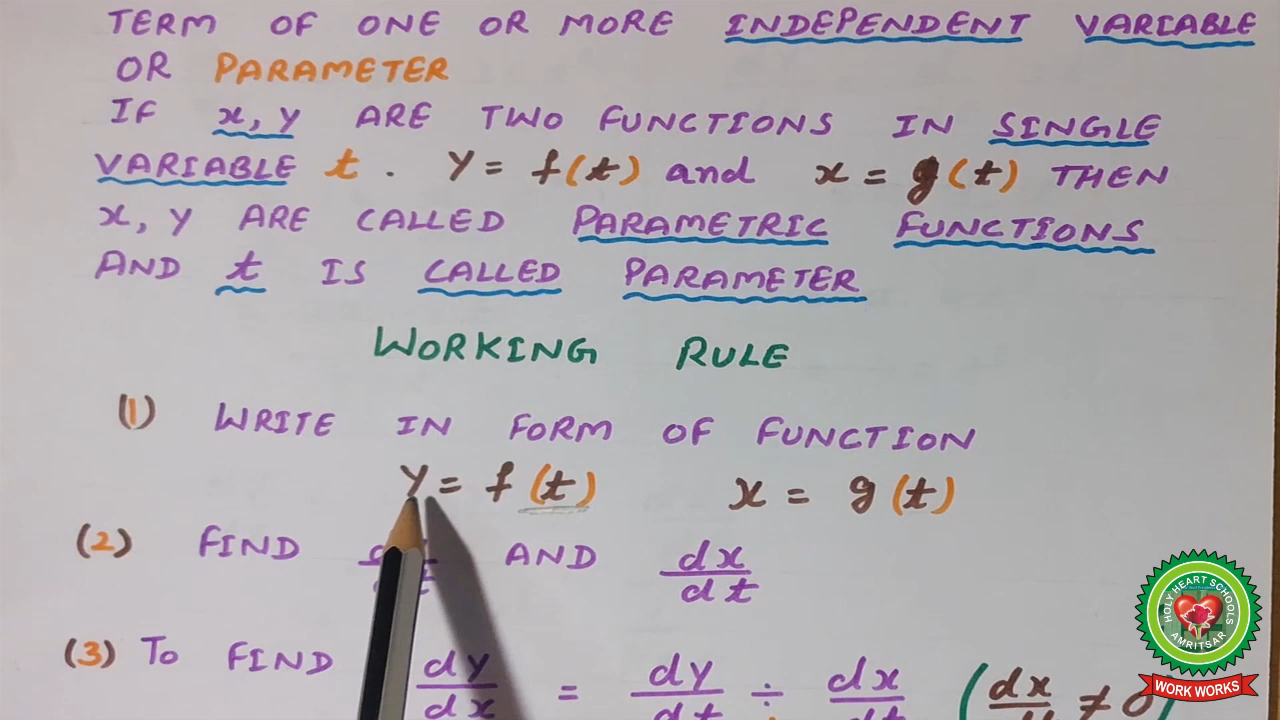 TERM OF ONE OR MORE INDEPENDENT VARIABLE
OR PARAMETER
IF x, y ARE TWO FUNCTIONS IN SINGLE
VARIABLE t. y = f(t) and x = g(t) THEN
x, y ARE CALLED PARAMETRIC FUNCTIONS
AND t IS CALLED PARAMETER
WORKING RULE
(1) WRITE IN FORM OF FUNCTION
y = f(t) x = g(t)
(2) FIND AND dx/dt
(3) TO FIND dy/dx = dy/dt ÷ dx/dt (dx/ ≠ 0)
HOLY HEART SCHOOLS
AMRITSAR
WORK WORKS